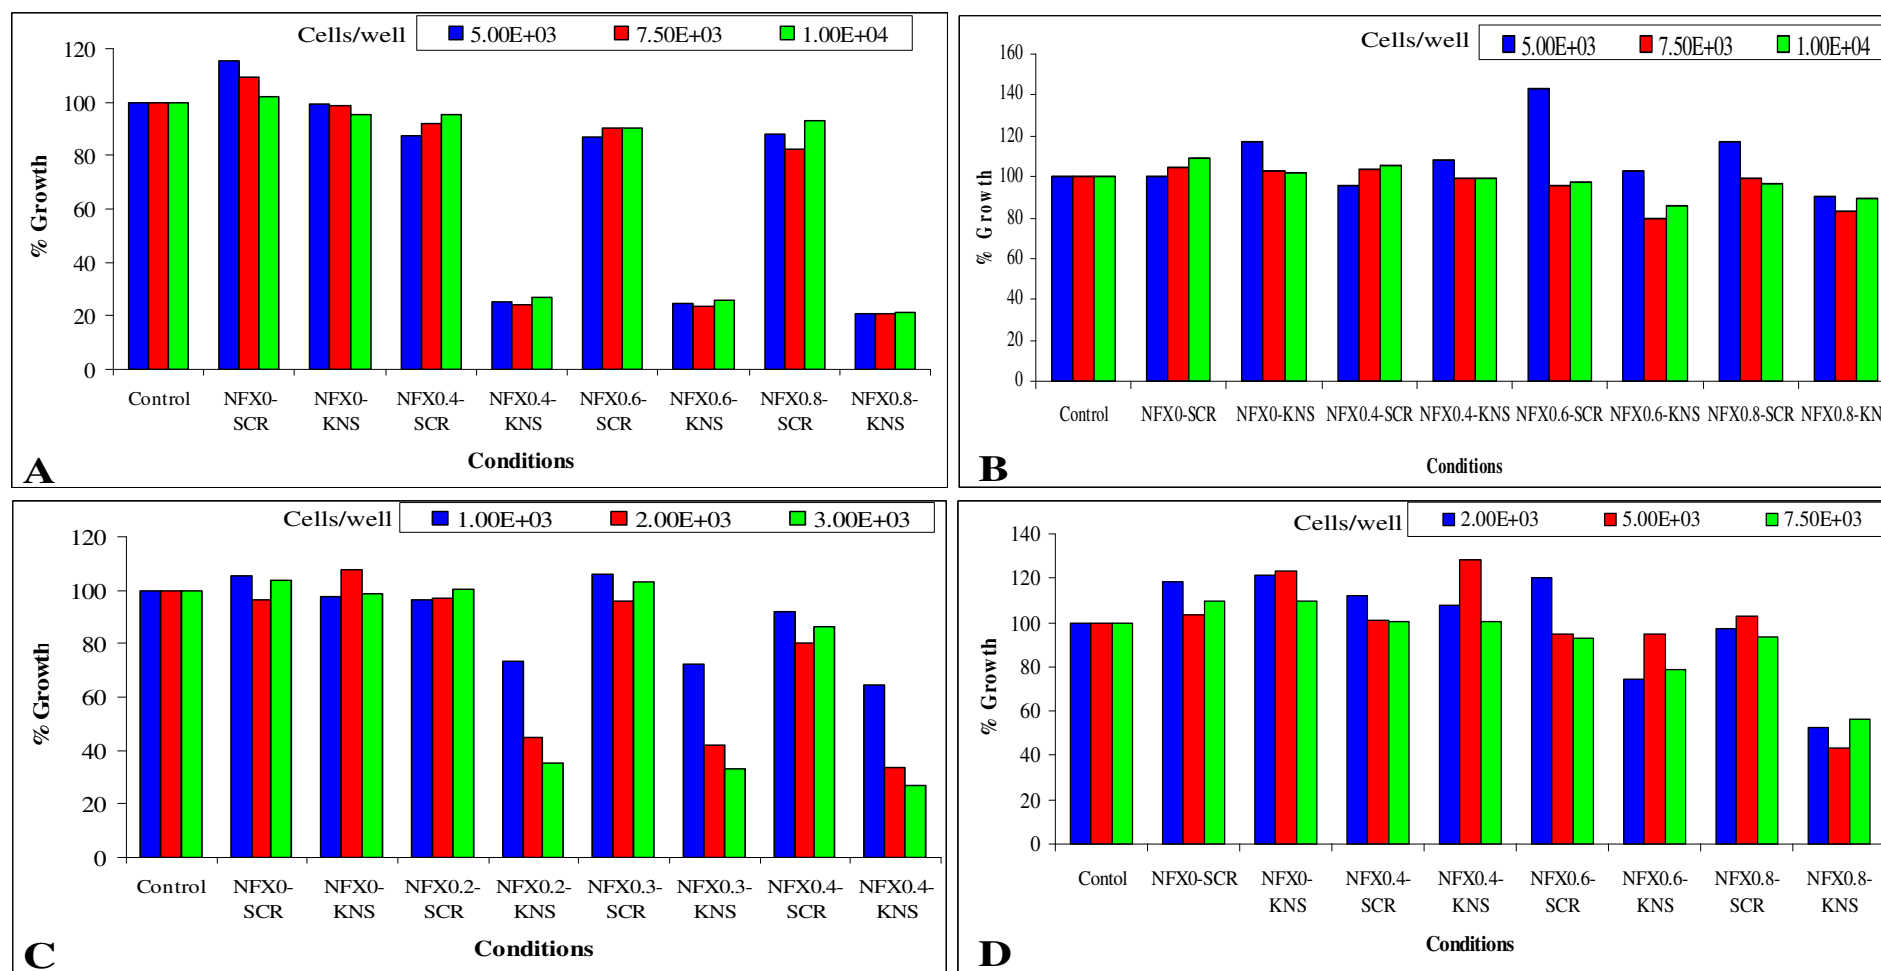 Cells/well 5.00E+03 7.50E+03 1.00E+04
120
100
80
60
40
20
0
% Growth
Control NFX0-SCR NFX0-KNS NFX0.4-SCR NFX0.4-KNS NFX0.6-SCR NFX0.6-KNS NFX0.8-SCR NFX0.8-KNS
Conditions
A
Cells/well 5.00E+03 7.50E+03 1.00E+04
160
140
120
100
80
60
40
20
0
% Growth
Control NFX0-SCR NFX0-KNS NFX0.4-SCR NFX0.4-KNS NFX0.6-SCR NFX0.6-KNS NFX0.8-SCR NFX0.8-KN
Conditions
B
Cells/well 1.00E+03 2.00E+03 3.00E+03
120
100
80
60
40
20
0
% Growth
Control NFX0-SCR NFX0-KNS NFX0.2-SCR NFX0.2-KNS NFX0.3-SCR NFX0.3-KNS NFX0.4-SCR NFX0.4-KNS
Conditions
C
Cells/well 2.00E+03 5.00E+03 7.50E+03
140
120
100
80
60
40
20
0
% Growth
Contol NFX0-SCR NFX0-KNS NFX0.4-SCR NFX0.4-KNS NFX0.6-SCR NFX0.6-KNS NFX0.8-SCR NFX0.8-KNS
Conditions
D